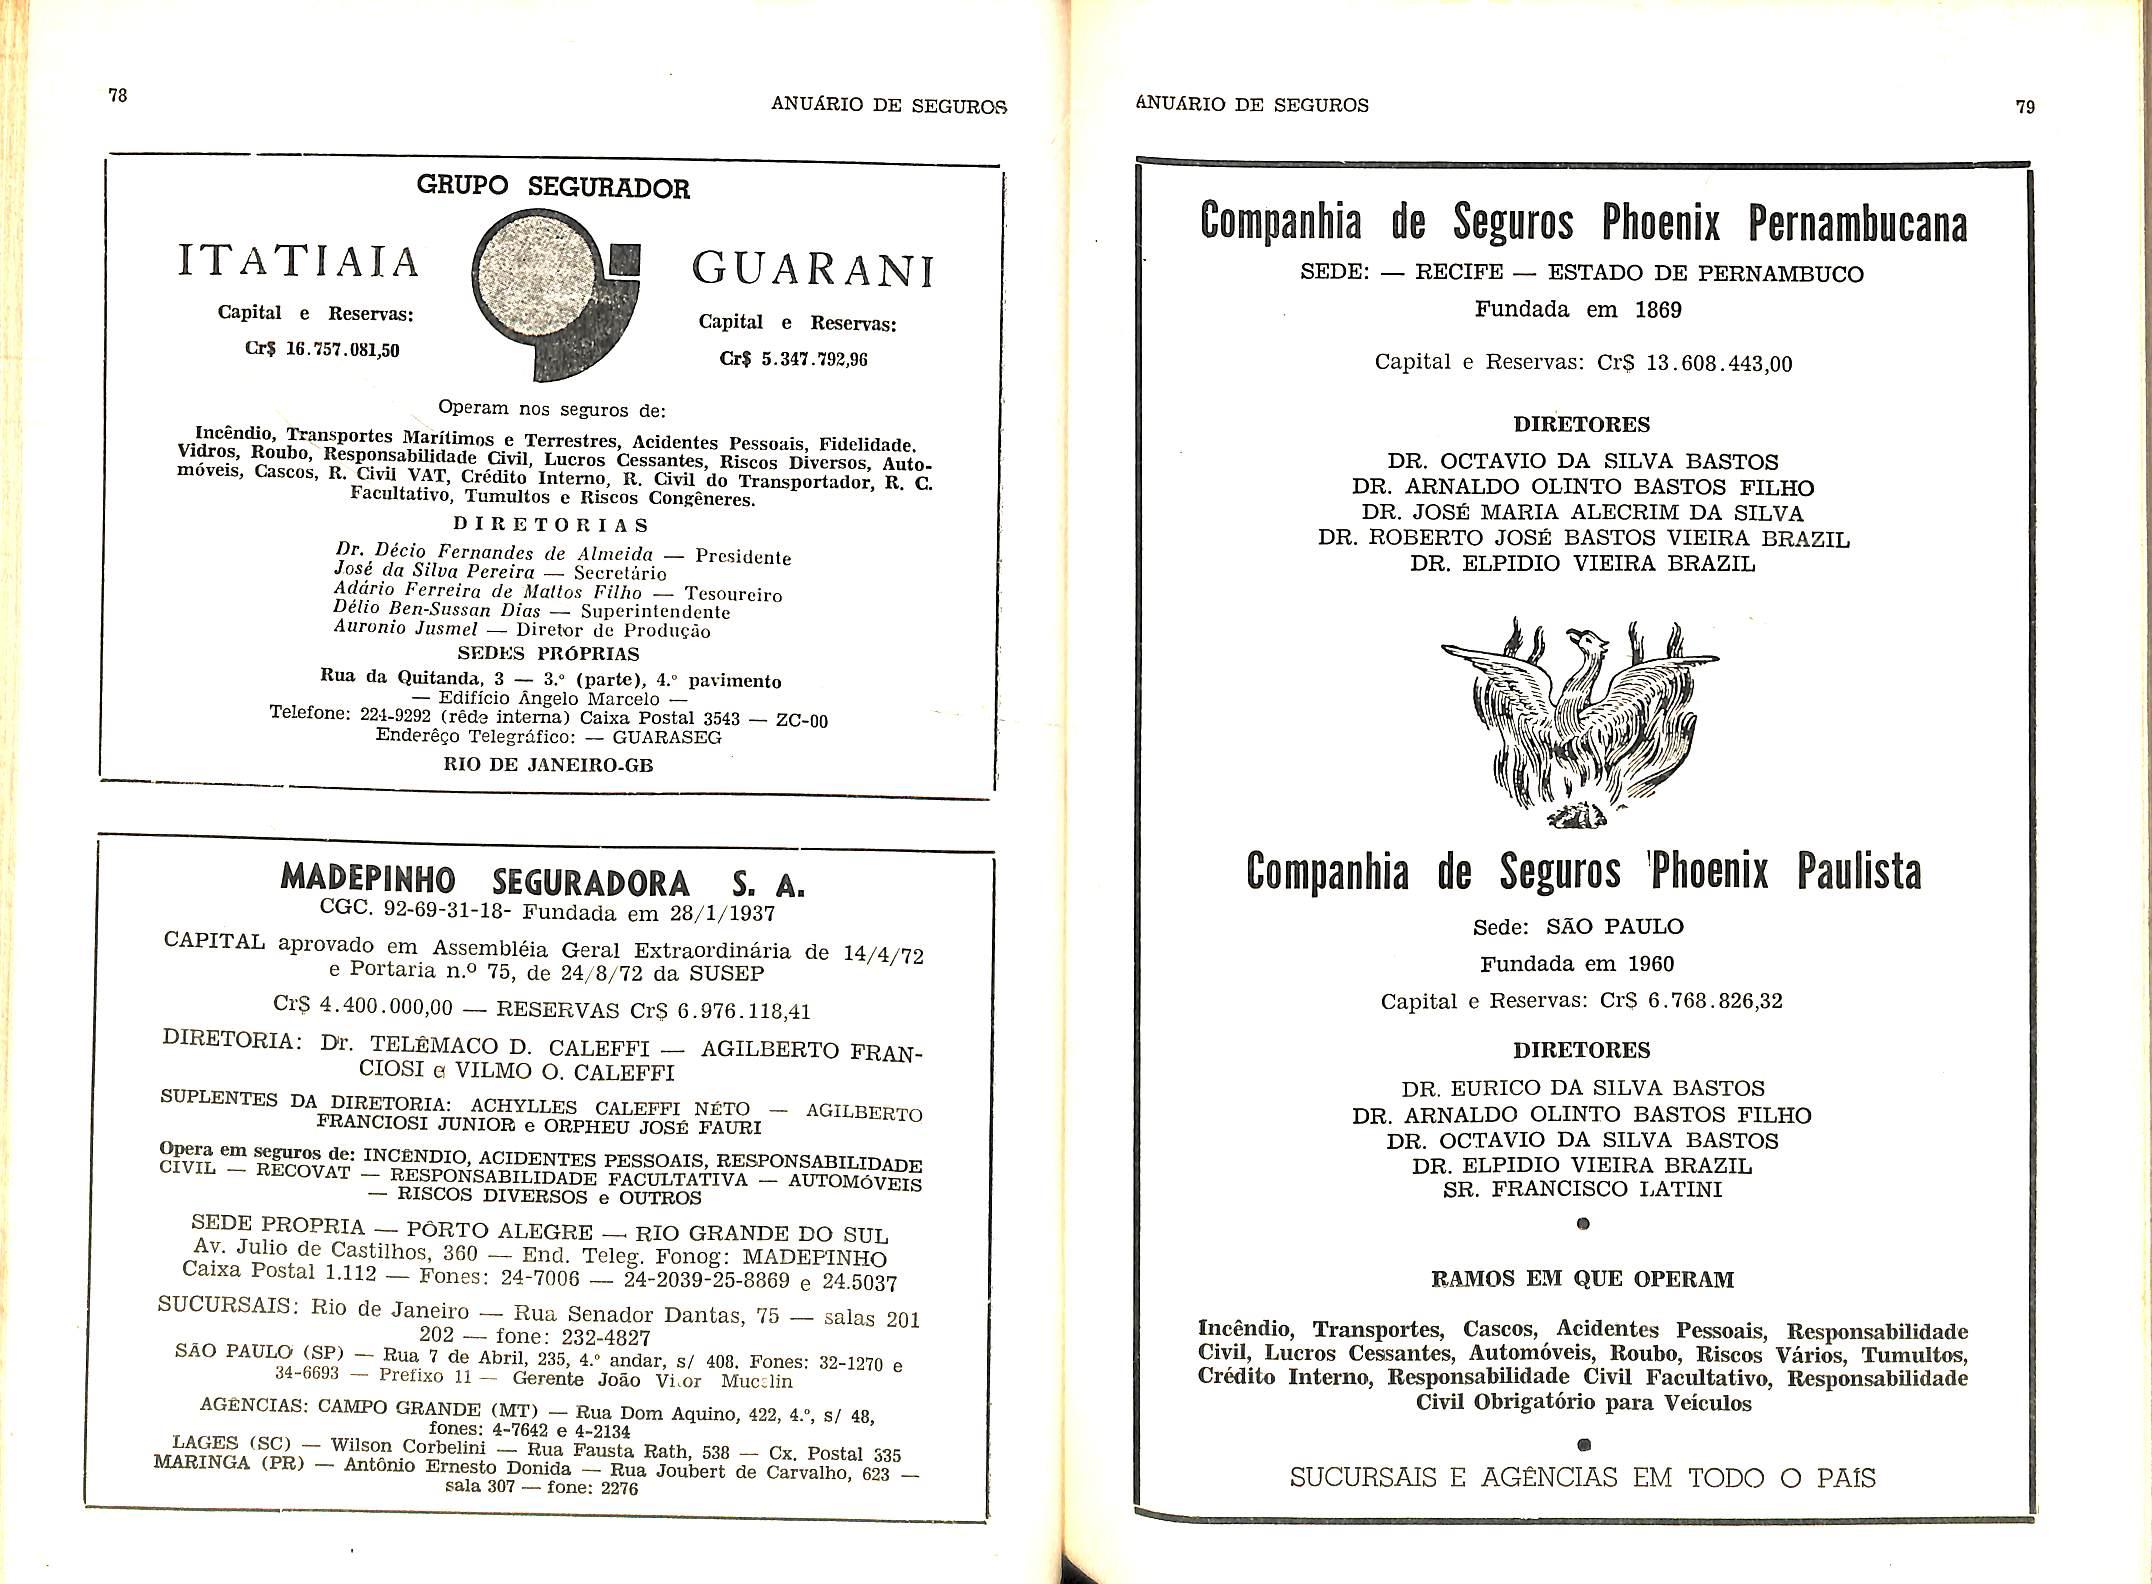 78
ANUÁRIO DE SEGUROS
GRUPO SEGURADOR
ITATIAIA
Capital e Reservas:
Cr$ 16.757.081,50
GUARANI
Capital e Reservas:
Cr$ 5.347.792,96
Operam nos seguros de:
Incêndio, Transportes Marítimos e Terrestres, Acidentes Pessoais, Fidelidade,
Vidros, Roubo, Responsabilidade Civil, Lucros Cessantes, Riscos Diversos, Auto-
móveis, Cascos, R. Civil VAT, Crédito Interno, R. Civil do Transportador, R. C.
Facultativo, Tumultos e Riscos Congêneres.
DIRETORIAS
Dr. Décio Fernandes de Almeida — Presidente
José da Silva Pereira — Secretário
Adário Ferreira de Mattos Filho — Tesoureiro
Délio Ben-Sussan Dias — Superintendente
Auronio Jusmel — Diretor de Produção
SEDES PRÓPRIAS
Rua da Quitanda, 3 — 3.º (parte), 4.º pavimento
— Edifício Ângelo Marcelo —
Telefone: 224-9292 (rêde interna) Caixa Postal 3543 — ZC-00
Enderêço Telegráfico: — GUARASEG
RIO DE JANEIRO-GB
MADEPINHO SEGURADORA S. A.
CGC. 92-69-31-18- Fundada em 28/1/1937
CAPITAL aprovado em Assembléia Geral Extraordinária de 14/4/72
e Portaria n.º 75, de 24/8/72 da SUSEP
Cr$ 4.400.000,00 — RESERVAS Cr$ 6.976.118,41
DIRETORIA: Dr. TELÊMACO D. CALEFFI — AGILBERTO FRAN-
CIOSI e VILMO O. CALEFFI
SUPLENTES DA DIRETORIA: ACHYLLES CALEFFI NÉTO — AGILBERTO
FRANCIOSI JUNIOR e ORPHEU JOSÉ FAURI
Opera em seguros de: INCÊNDIO, ACIDENTES PESSOAIS, RESPONSABILIDADE
CIVIL — RECOVAT — RESPONSABILIDADE FACULTATIVA — AUTOMÓVEIS
— RISCOS DIVERSOS e OUTROS
SEDE PROPRIA — PÔRTO ALEGRE — RIO GRANDE DO SUL
Av. Julio de Castilhos, 360 — End. Teleg. Fonog: MADEPINHO
Caixa Postal 1.112 — Fones: 24-7006 — 24-2039-25-8869 e 24.5037
SUCURSAIS: Rio de Janeiro — Rua Senador Dantas, 75 — salas 201
202 — fone: 232-4827
SÃO PAULO (SP) — Rua 7 de Abril, 235, 4.º andar, s/ 408. Fones: 32-1270 e
34-6693 — Prefixo 11 — Gerente João
AGÊNCIAS: CAMPO GRANDE (MT) — Rua Dom Aquino, 422, 4.º, s/ 48,
fones: 4-7642 e 4-2134
LAGES (SC) — Wilson Corbelini — Rua Fausta Rath, 538 — Cx. Postal 335
MARINGA (PR) — Antônio Ernesto Donida — Rua Joubert de Carvalho, 623 —
sala 307 — fone: 2276
ANUÁRIO DE SEGUROS
79
Companhia de Seguros Phoenix Pernambucana
SEDE: — RECIFE — ESTADO DE PERNAMBUCO
Fundada em 1869
Capital e Reservas: Cr$ 13.608.443,00
DIRETORES
DR. OCTAVIO DA SILVA BASTOS
DR. ARNALDO OLINTO BASTOS FILHO
DR. JOSÉ MARIA ALECRIM DA SILVA
DR. ROBERTO JOSÉ BASTOS VIEIRA BRAZIL
DR. ELPIDIO VIEIRA BRAZIL
Companhia de Seguros Phoenix Paulista
Sede: SÃO PAULO
Fundada em 1960
Capital e Reservas: Cr$ 6.768.826,32
DIRETORES
DR. EURICO DA SILVA BASTOS
DR. ARNALDO OLINTO BASTOS FILHO
DR. OCTAVIO DA SILVA BASTOS
DR. ELPIDIO VIEIRA BRAZIL
SR. FRANCISCO LATINI
RAMOS EM QUE OPERAM
Incêndio, Transportes, Cascos, Acidentes Pessoais, Responsabilidade
Civil, Lucros Cessantes, Automóveis, Roubo, Riscos Vários, Tumultos,
Crédito Interno, Responsabilidade Civil Facultativo, Responsabilidade
Civil Obrigatório para Veículos
SUCURSAIS E AGÊNCIAS EM TODO O PAÍS